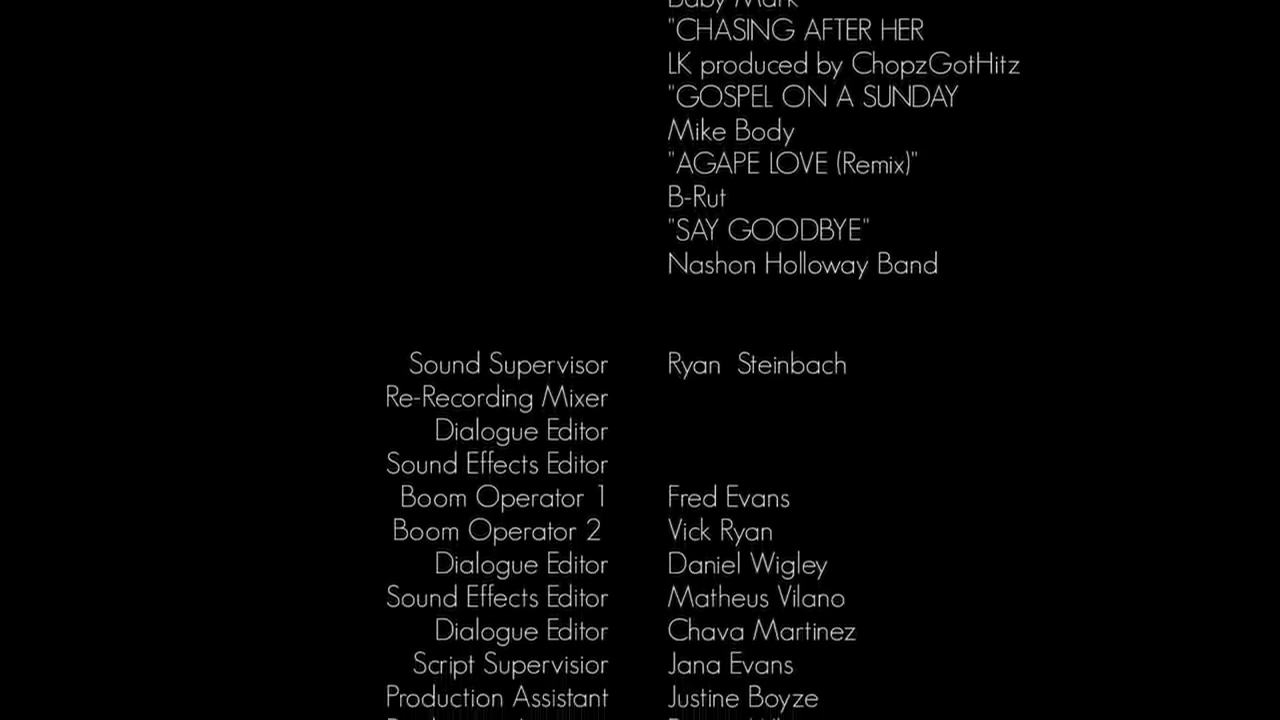 Baby Mark
"CHASING AFTER HER
LK produced by ChopzGotHitz
"GOSPEL ON A SUNDAY
Mike Body
"AGAPE LOVE (Remix)"
B-Rut
"SAY GOODBYE"
Nashon Holloway Band
Sound Supervisor Ryan Steinbach
Re-Recording Mixer
Dialogue Editor
Sound Effects Editor
Boom Operator 1 Fred Evans
Boom Operator 2 Vick Ryan
Dialogue Editor Daniel Wigley
Sound Effects Editor Matheus Vilano
Dialogue Editor Chava Martinez
Script Supervisior Jana Evans
Production Assistant Justine Boyze